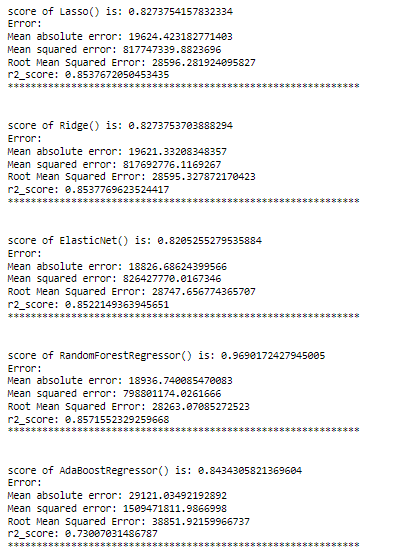 score of Lasso() is: 0.8273754157832334
Error:
Mean absolute error: 19624.423182771403
Mean squared error: 817747339.8823696
Root Mean Squared Error: 28596.281924095827
r2_score: 0.8537672050453435
**************************************************************
score of Ridge() is: 0.8273753703888294
Error:
Mean absolute error: 19621.33208348357
Mean squared error: 817692776.1169267
Root Mean Squared Error: 28595.327872170423
r2_score: 0.8537769623524417
**************************************************************
score of ElasticNet() is: 0.8205255279535884
Error:
Mean absolute error: 18826.68624399566
Mean squared error: 826427770.0167346
Root Mean Squared Error: 28747.656774365707
r2_score: 0.8522149363945651
**************************************************************
score of RandomForestRegressor() is: 0.9690172427945005
Error:
Mean absolute error: 18936.740085470083
Mean squared error: 798801174.0261666
Root Mean Squared Error: 28263.07085272523
r2_score: 0.8571552329259668
**************************************************************
score of AdaBoostRegressor() is: 0.8434305821369604
Error:
Mean absolute error: 29121.03492192892
Mean squared error: 1509471811.9866998
Root Mean Squared Error: 38851.92159966737
r2_score: 0.73007031486787
**************************************************************